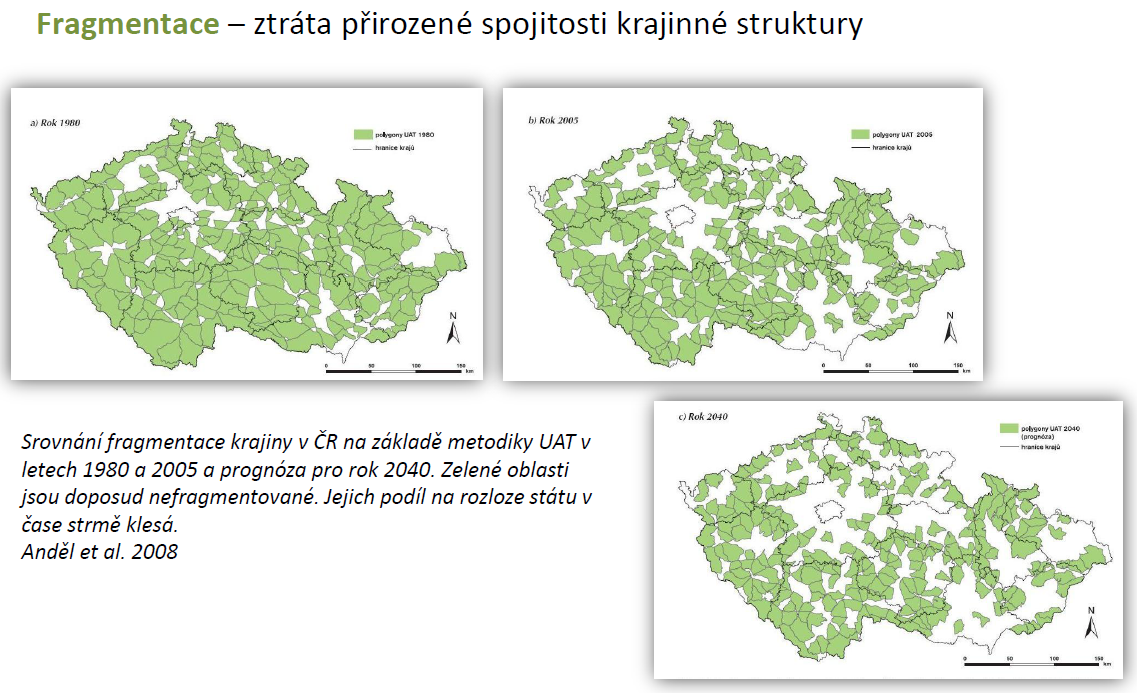 Fragmentace – ztráta přirozené spojitosti krajinné struktury
a) Rok 1980
polygony UAT 1980
hranice krajů
N
0 50 100 150 km
b) Rok 2005
polygony UAT 2005
hranice krajů
N
0 50 100 150 km
c) Rok 2040
polygony UAT 2040
(prognóza)
hranice krajů
N
0 50 100 150 km
Srovnání fragmentace krajiny v ČR na základě metodiky UAT v
letech 1980 a 2005 a prognóza pro rok 2040. Zelené oblasti
jsou doposud nefragmentované. Jejich podíl na rozloze státu v
čase strmě klesá.
Anděl et al. 2008